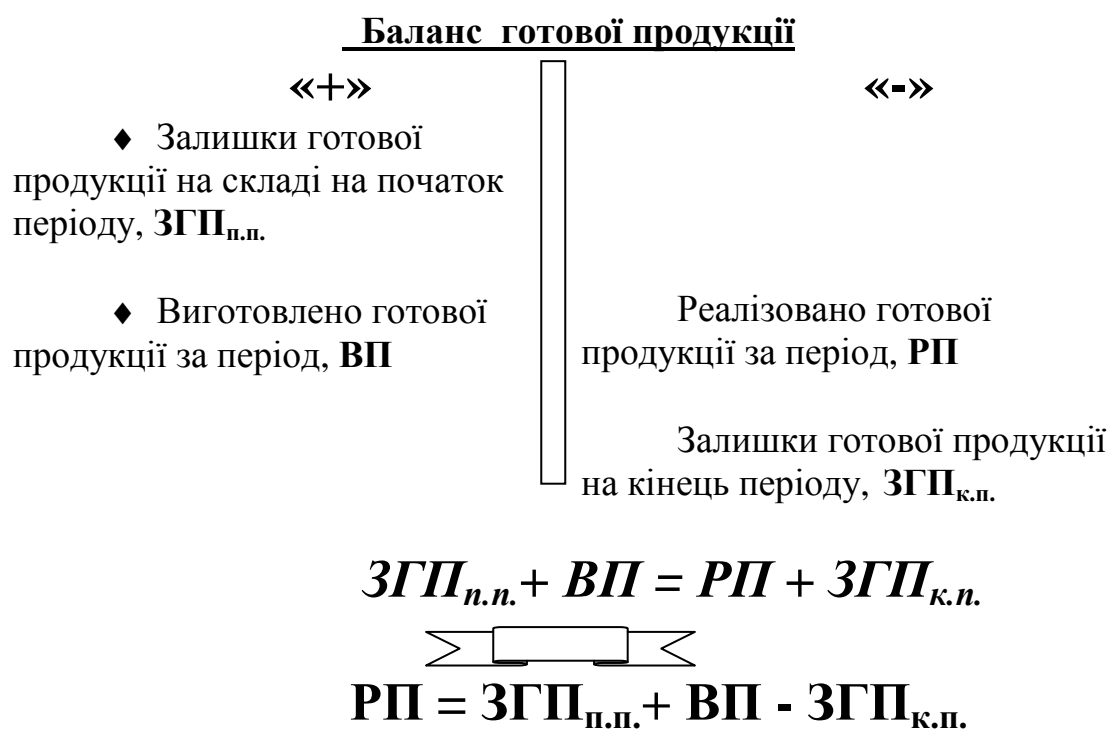 Баланс готової продукції
«+»
«-»
♦ Залишки готової
продукції на складі на початок
періоду, ЗГПп.п.
♦ Виготовлено готової
продукції за період, ВП
Реалізовано готової
продукції за період, РП
Залишки готової продукції
на кінець періоду, ЗГПк.п.
ЗГПп.п.+ ВП = РП + ЗГПк.п.
РП = ЗГПп.п.+ ВП - ЗГПк.п.